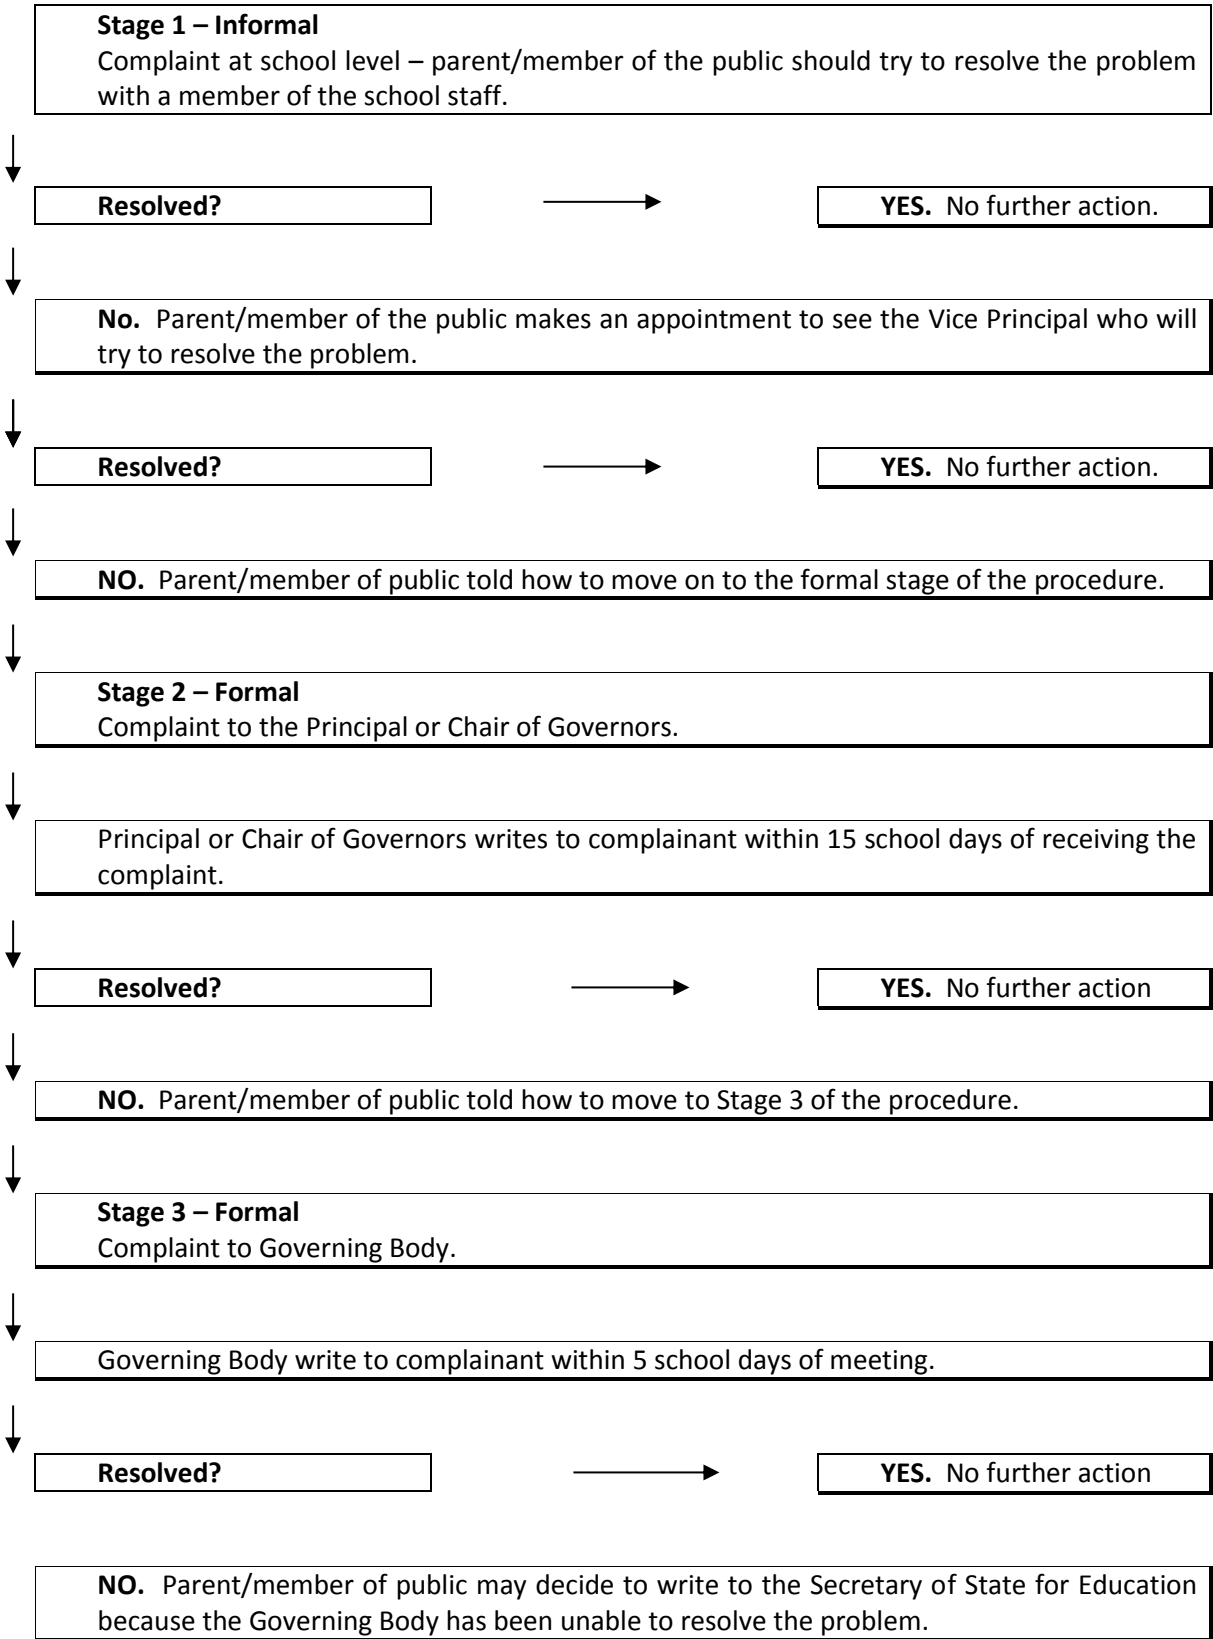 Stage 1 – Informal
Complaint at school level – parent/member of the public should try to resolve the problem
with a member of the school staff.
Resolved?
YES. No further action.
No. Parent/member of the public makes an appointment to see the Vice Principal who will
try to resolve the problem.
Resolved?
YES. No further action.
NO. Parent/member of public told how to move on to the formal stage of the procedure.
Stage 2 – Formal
Complaint to the Principal or Chair of Governors.
Principal or Chair of Governors writes to complainant within 15 school days of receiving the
complaint.
Resolved?
YES. No further action
NO. Parent/member of public told how to move to Stage 3 of the procedure.
Stage 3 – Formal
Complaint to Governing Body.
Governing Body write to complainant within 5 school days of meeting.
Resolved?
YES. No further action
NO. Parent/member of public may decide to write to the Secretary of State for Education
because the Governing Body has been unable to resolve the problem.